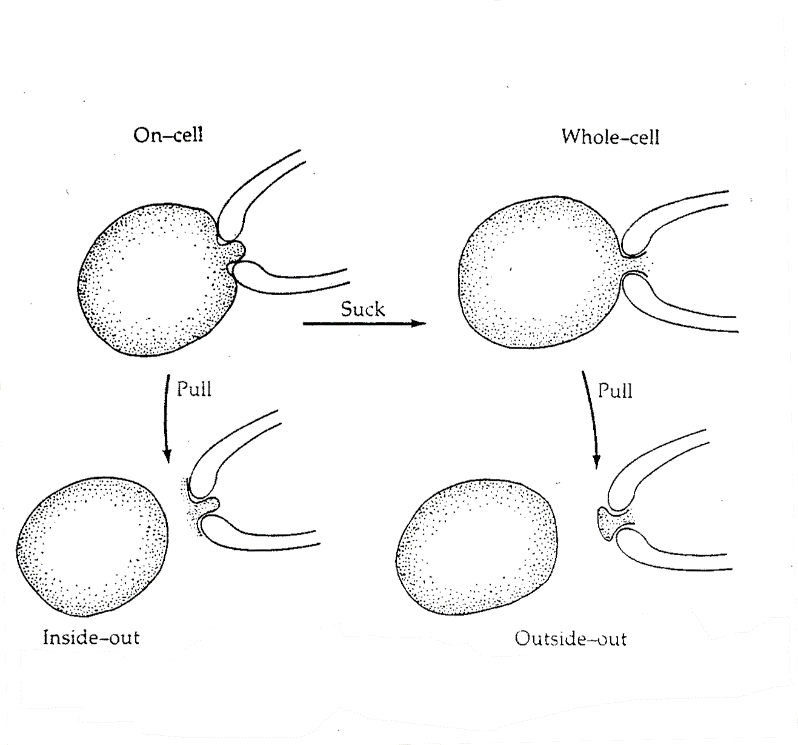 On–cell
Whole–cell
Suck
Pull
Pull
Inside–out
Outside–out